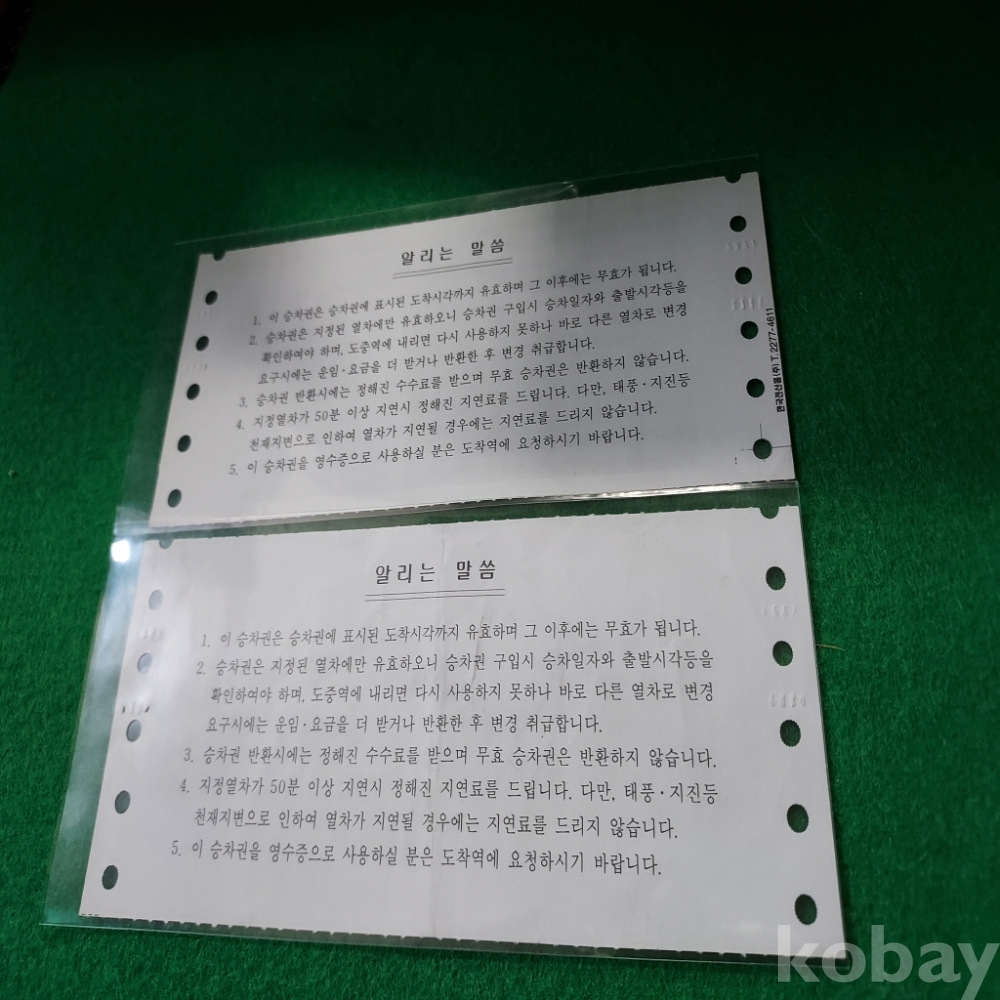 알리는 말씀
1. 이 승차권은 승차권에 표시된 도착시각까지 유효하며 그 이후에는 무효가 됩니다.
2. 승차권은 지정된 열차에만 유효하오니 승차권 구입시 승차일자와 출발시각등을
확인하여야 하며, 도중역에 내리면 다시 사용하지 못하나 바로 다른 열차로 변경
요구시에는 운임·요금을 더 받거나 반환한 후 변경 취급합니다.
3. 승차권 반환시에는 정해진 수수료를 받으며 무효 승차권은 반환하지 않습니다.
4. 지정열차가 50분 이상 지연시 정해진 지연료를 드립니다. 다만, 태풍·지진등
천재지변으로 인하여 열차가 지연될 경우에는 지연료를 드리지 않습니다.
5. 이 승차권을 영수증으로 사용하실 분은 도착역에 요청하시기 바랍니다.
한국전산폼(주) T.2277-4611
알리는 말씀
1. 이 승차권은 승차권에 표시된 도착시각까지 유효하며 그 이후에는 무효가 됩니다.
2. 승차권은 지정된 열차에만 유효하오니 승차권 구입시 승차일자와 출발시각등을
확인하여야 하며, 도중역에 내리면 다시 사용하지 못하나 바로 다른 열차로 변경
요구시에는 운임·요금을 더 받거나 반환한 후 변경 취급합니다.
3. 승차권 반환시에는 정해진 수수료를 받으며 무효 승차권은 반환하지 않습니다.
4. 지정열차가 50분 이상 지연시 정해진 지연료를 드립니다. 다만, 태풍·지진등
천재지변으로 인하여 열차가 지연될 경우에는 지연료를 드리지 않습니다.
5. 이 승차권을 영수증으로 사용하실 분은 도착역에 요청하시기 바랍니다.
kobay